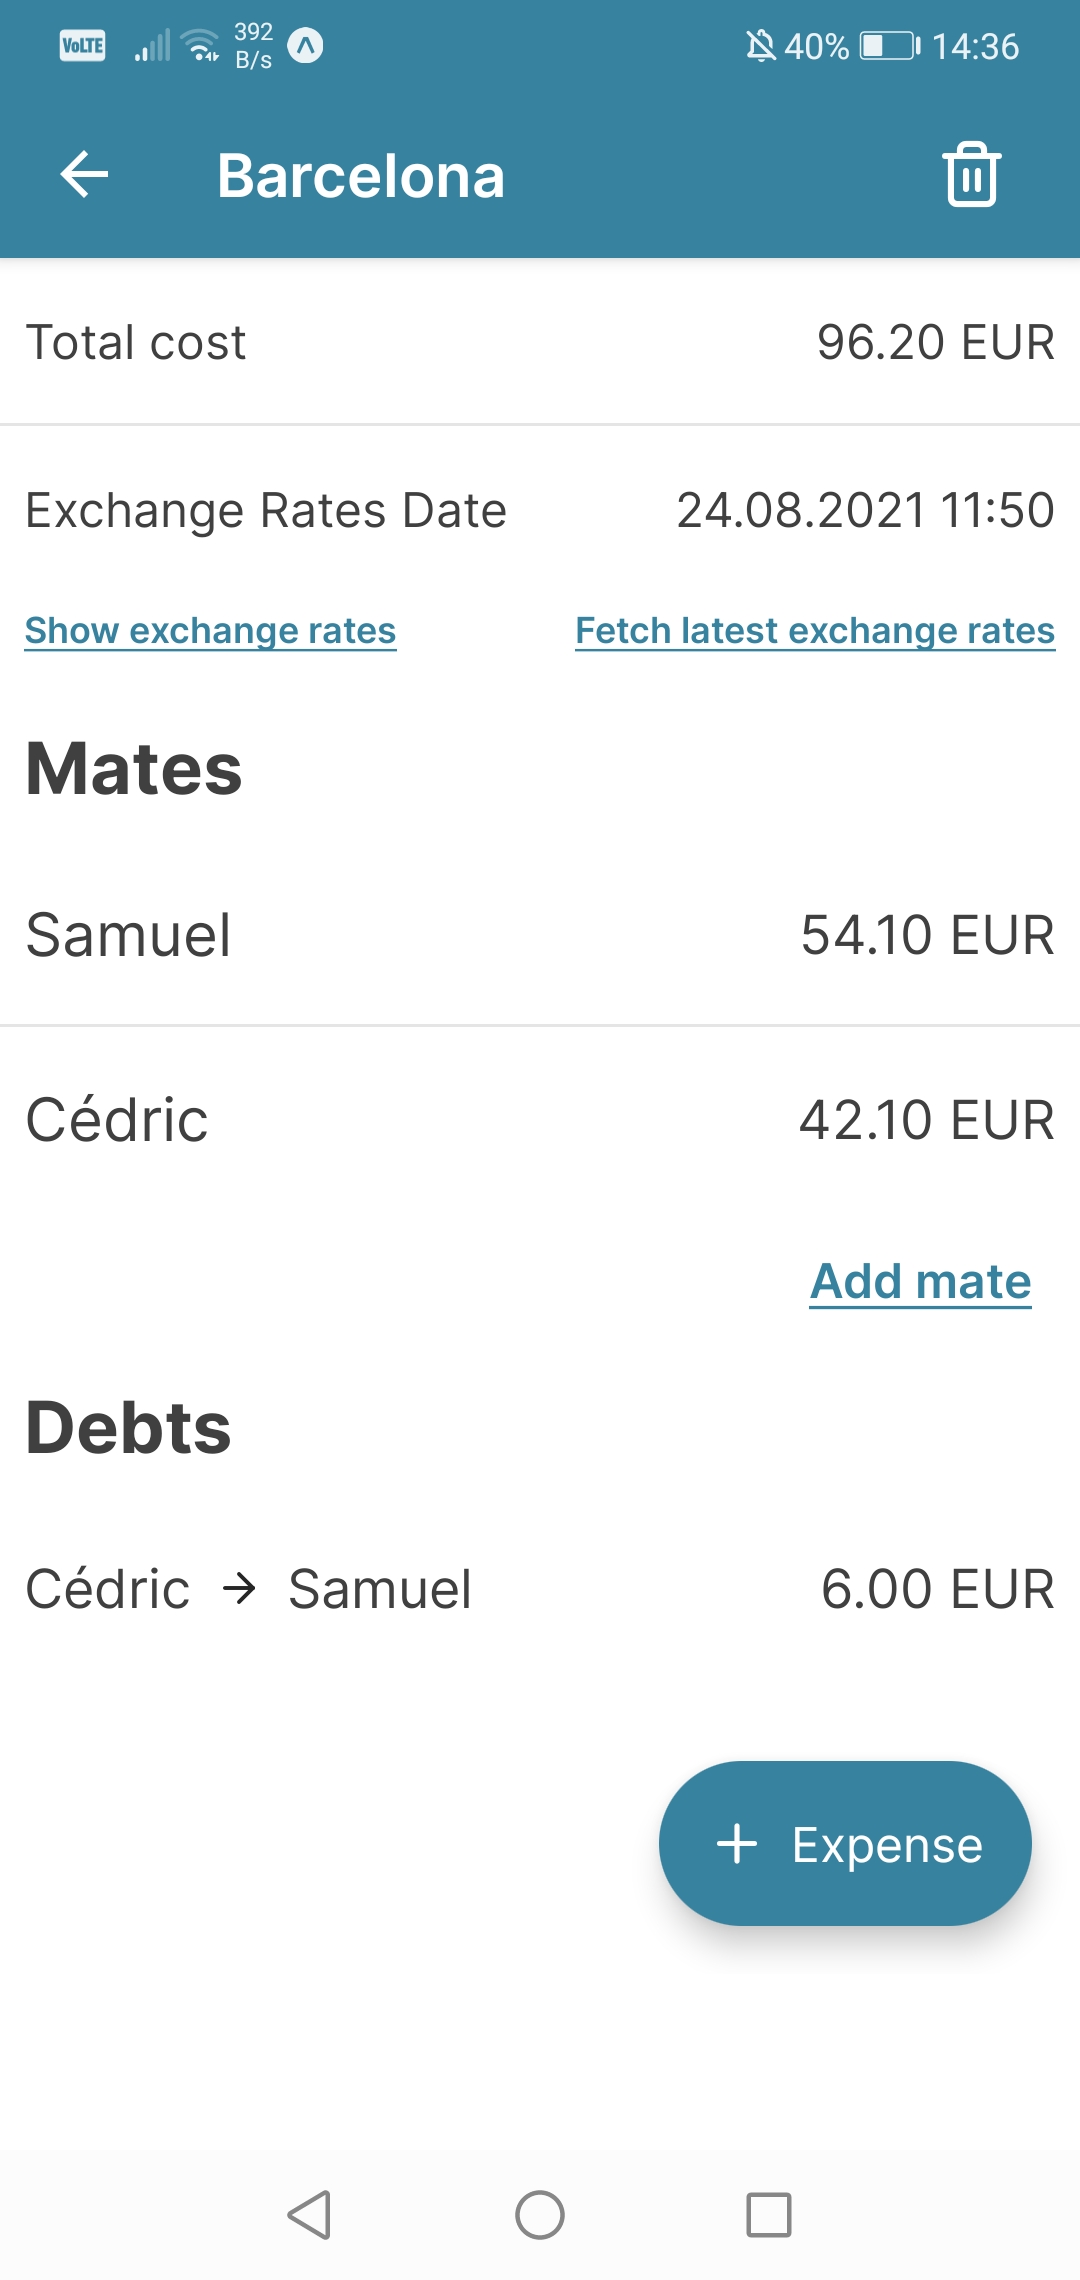 VoLTE 392 B/s 40% 14:36
Barcelona
Total cost 96.20 EUR
Exchange Rates Date 24.08.2021 11:50
Show exchange rates Fetch latest exchange rates
Mates
Samuel 54.10 EUR
Cédric 42.10 EUR
Add mate
Debts
Cédric → Samuel 6.00 EUR
+ Expense